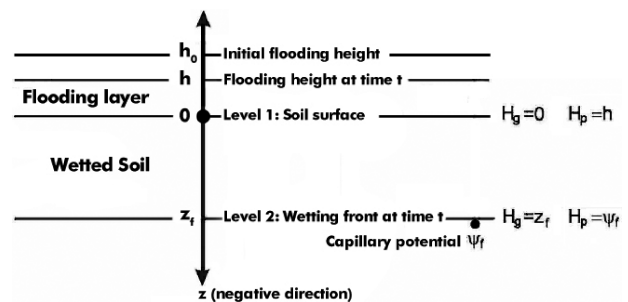 h₀ Initial flooding height
h Flooding height at time t
Flooding layer
0 Level 1: Soil surface Hg=0 Hp=h
Wetted Soil
zf Level 2: Wetting front at time t Hg=zf Hp=ψf
Capillary potential ψf
z (negative direction)